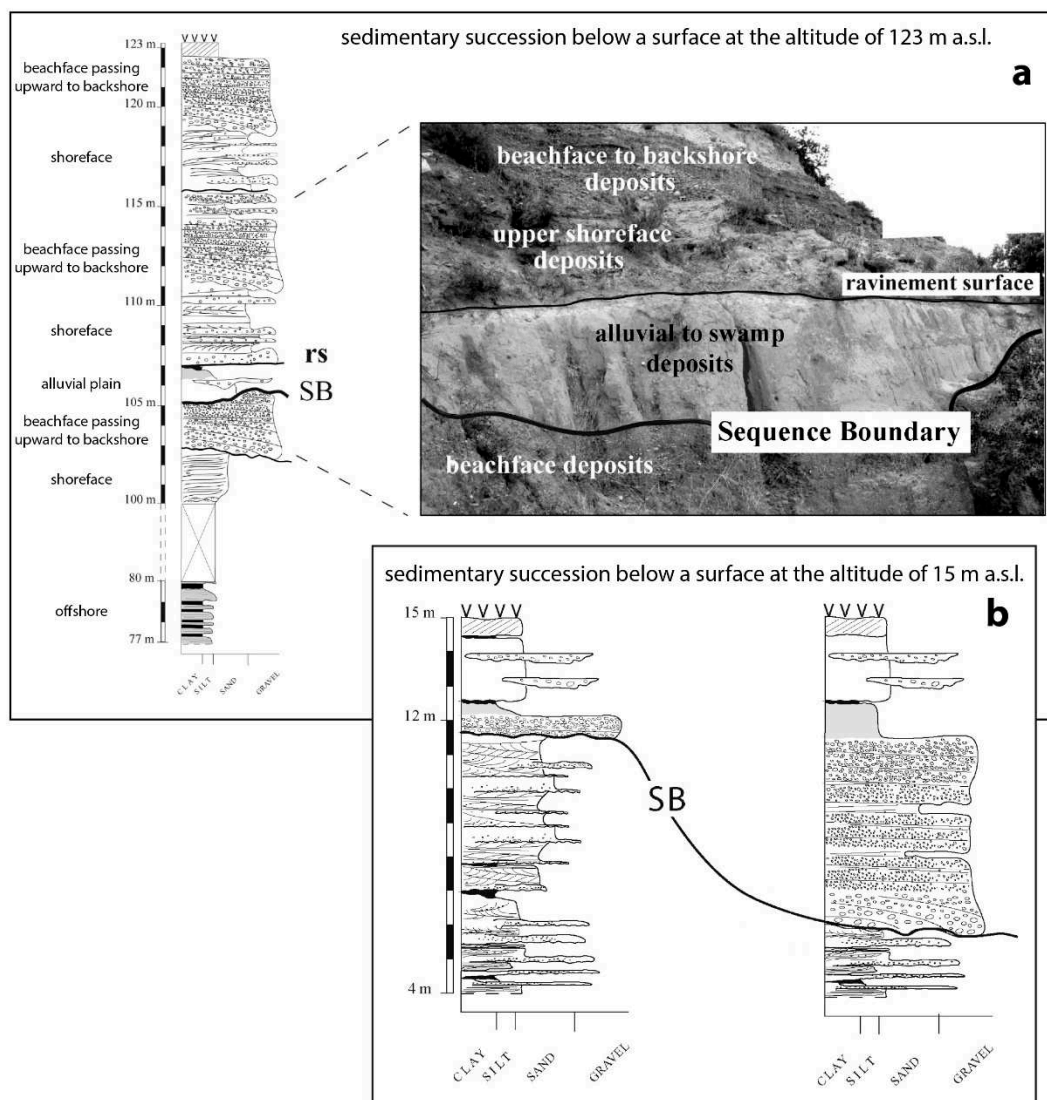 sedimentary succession below a surface at the altitude of 123 m a.s.l.
a
V V V V
123 m
beachface passing
upward to backshore
120 m
shoreface
115 m
beachface passing
upward to backshore
110 m
shoreface
rs
alluvial plain
SB
105 m
beachface passing
upward to backshore
shoreface
100 m
80 m
offshore
77 m
CLAY
SILT
SAND
GRAVEL
beachface to backshore
deposits
upper shoreface
deposits
ravinement surface
alluvial to swamp
deposits
Sequence Boundary
beachface deposits
sedimentary succession below a surface at the altitude of 15 m a.s.l.
b
15 m
V V V V
V V V V
12 m
SB
4 m
CLAY
SILT
SAND
GRAVEL
CLAY
SILT
SAND
GRAVEL